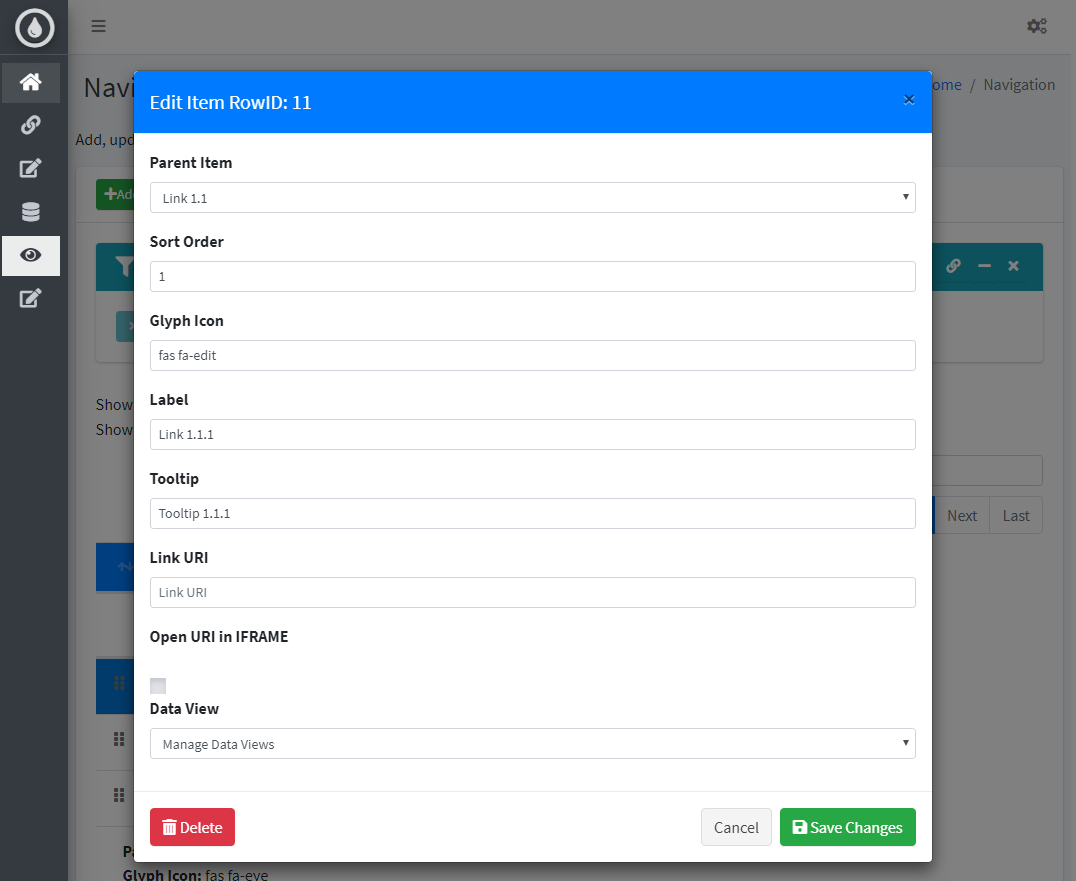 Edit Item RowID: 11
×
ome / Navigation
Navi
Add, upd
Add
Parent Item
Link 1.1
Sort Order
1
Glyph Icon
fas fa-edit
Show
Show
Label
Link 1.1.1
Tooltip
Tooltip 1.1.1
Next
Last
Link URI
Link URI
Open URI in IFRAME
Data View
Manage Data Views
Delete
Cancel
Save Changes
Pa
Glyph Icon: fas fa-eye